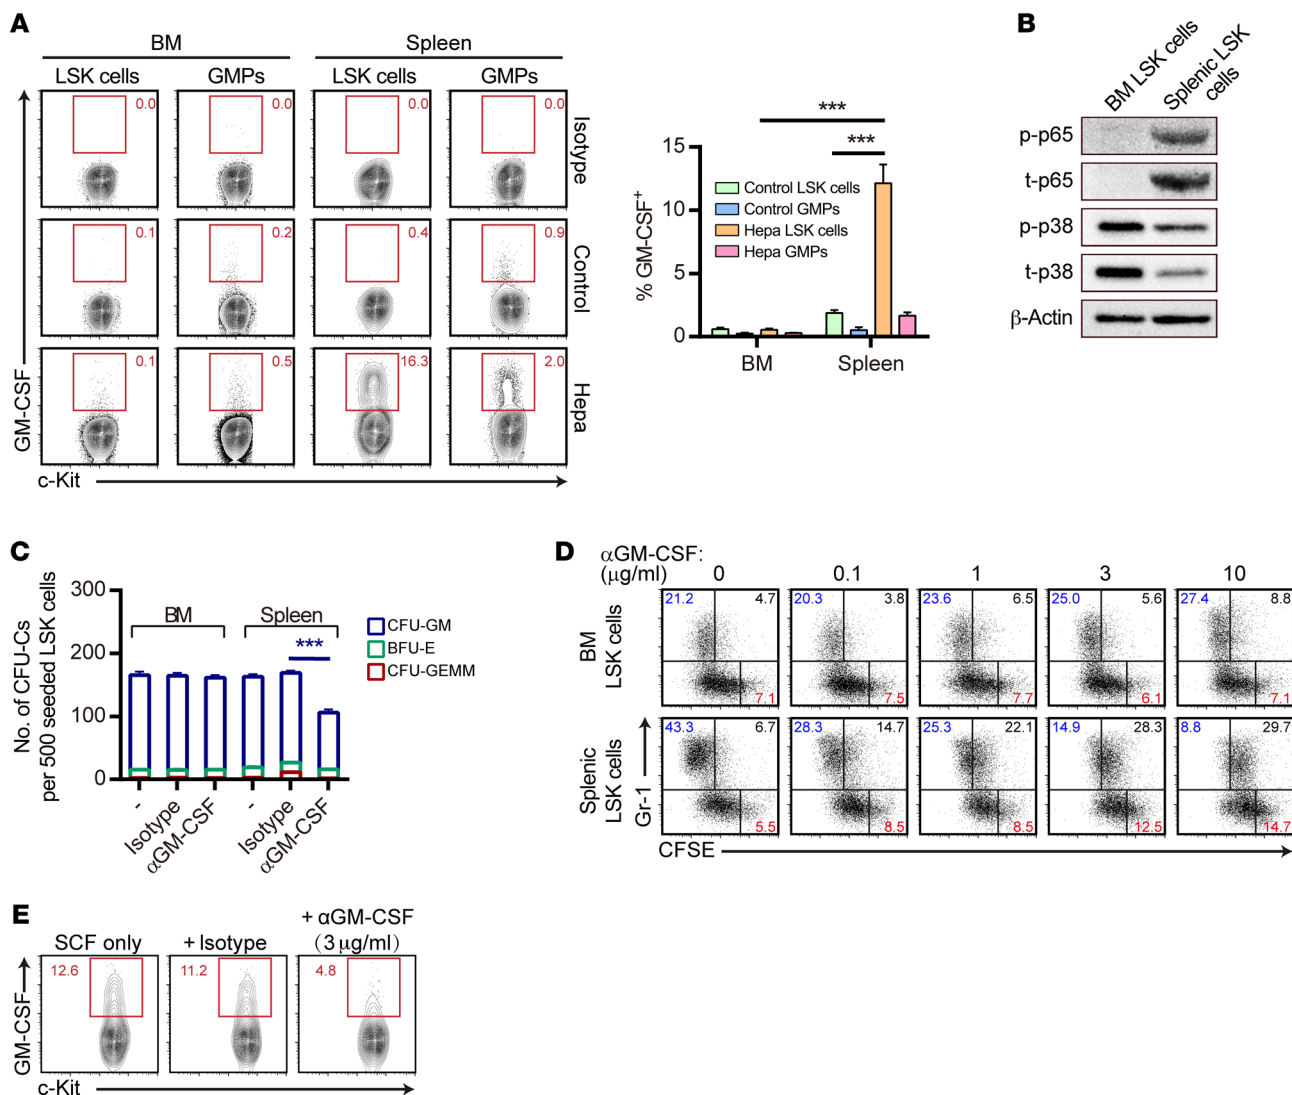 A
BM
Spleen
LSK cells
GMPs
LSK cells
GMPs
0.0
0.0
0.0
0.0
Isotype
0.1
0.2
0.4
0.9
Control
0.1
0.5
16.3
2.0
Hepa
GM-CSF
c-Kit
***
***
15
10
5
0
% GM-CSF+
Control LSK cells
Control GMPs
Hepa LSK cells
Hepa GMPs
BM
Spleen
B
BM LSK cells
Splenic LSK
cells
p-p65
t-p65
p-p38
t-p38
β-Actin
C
No. of CFU-Cs
per 500 seeded LSK cells
300
200
100
0
BM
Spleen
***
CFU-GM
BFU-E
CFU-GEMM
-
Isotype
αGM-CSF
-
Isotype
αGM-CSF
D
αGM-CSF:
(μg/ml)
0
0.1
1
3
10
BM
LSK cells
21.2
4.7
7.1
20.3
3.8
7.5
23.6
6.5
7.7
25.0
5.6
6.1
27.4
8.8
7.1
Splenic
LSK cells
43.3
6.7
5.5
28.3
14.7
8.5
25.3
22.1
8.5
14.9
28.3
12.5
8.8
29.7
14.7
Gr-1
CFSE
E
SCF only
+ Isotype
+ αGM-CSF
(3 μg/ml)
12.6
11.2
4.8
GM-CSF
c-Kit